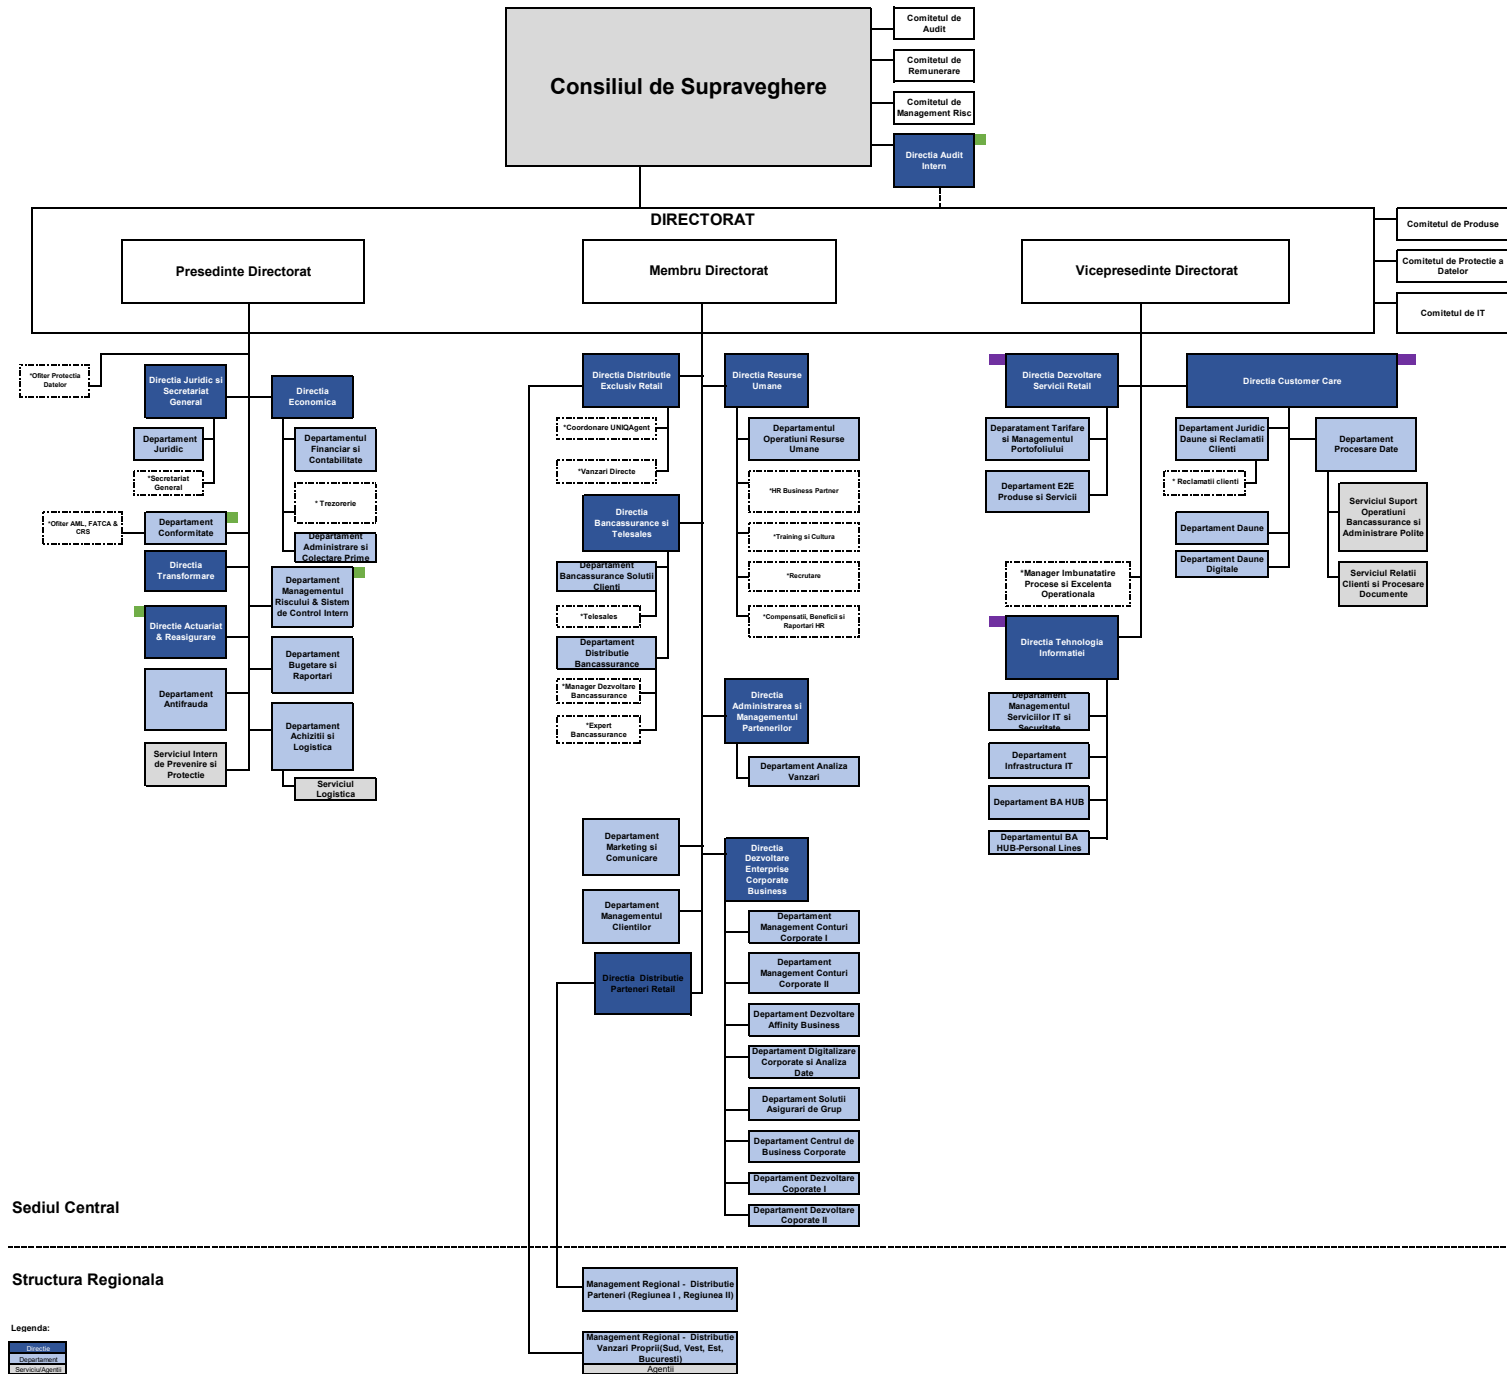 Consiliul de Supraveghere
Comitetul de
Audit
Comitetul de
Remunerare
Comitetul de
Management Risc
Directia Audit
Intern
DIRECTORAT
Presedinte Directorat
Membru Directorat
Vicepresedinte Directorat
Comitetul de Produse
Comitetul de Protectie a
Datelor
Comitetul de IT
*Ofiter Protectia
Datelor
Directia Juridic si
Secretariat
General
Directia
Economica
Departament
Juridic
*Secretariat
General
Departamentul
Financiar si
Contabilitate
* Trezorerie
Departament
Administrare si
Colectare Prime
*Ofiter AML, FATCA &
CRS
Departament
Conformitate
Directia
Transformare
Departament
Managementul
Riscului & Sistem
de Control Intern
Directie Actuariat
& Reasigurare
Departament
Bugetare si
Raportari
Departament
Antifrauda
Departament
Achizitii si
Logistica
Serviciul Intern
de Prevenire si
Protectie
Serviciul
Logistica
Directia Distributie
Exclusiv Retail
*Coordonare UNIQAgent
*Vanzari Directe
Directia
Bancassurance si
Telesales
Departament
Bancassurance Solutii
Clienti
*Telesales
Departament
Distributie
Bancassurance
*Manager Dezvoltare
Bancassurance
*Expert
Bancassurance
Directia Resurse
Umane
Departamentul
Operatiuni Resurse
Umane
*HR Business Partner
*Training si Cultura
*Recrutare
*Compensatii, Beneficii si
Raportari HR
Directia
Administrarea si
Managementul
Partenerilor
Departament Analiza
Vanzari
Departament
Marketing si
Comunicare
Departament
Managementul
Clientilor
Directia  Distributie
Parteneri Retail
Directia
Dezvoltare
Enterprise
Corporate
Business
Departament
Management Conturi
Corporate I
Departament
Management Conturi
Corporate II
Departament Dezvoltare
Affinity Business
Departament Digitalizare
Corporate si Analiza
Date
Departament Solutii
Asigurari de Grup
Departament Centrul de
Business Corporate
Departament Dezvoltare
Coporate I
Departament Dezvoltare
Coporate II
Directia Dezvoltare
Servicii Retail
Deparatament Tarifare
si Managementul
Portofoliului
Departament E2E
Produse si Servicii
Directia Customer Care
Departament Juridic
Daune si Reclamatii
Clienti
* Reclamatii clienti
Departament Daune
Departament Daune
Digitale
Departament
Procesare Date
Serviciul Suport
Operatiuni
Bancassurance si
Administrare Polite
Serviciul Relatii
Clienti si Procesare
Documente
*Manager Imbunatatire
Procese si Excelenta
Operationala
Directia Tehnologia
Informatiei
Departament
Managementul
Serviciilor IT si
Securitate
Departament
Infrastructura IT
Departament BA HUB
Departamentul BA
HUB-Personal Lines
Sediul Central
Structura Regionala
Management Regional -  Distributie
Parteneri (Regiunea I , Regiunea II)
Management Regional -  Distributie
Vanzari Proprii(Sud, Vest, Est,
Bucuresti)
Agentii
Legenda:
Directie
Departament
Serviciu/Agentii